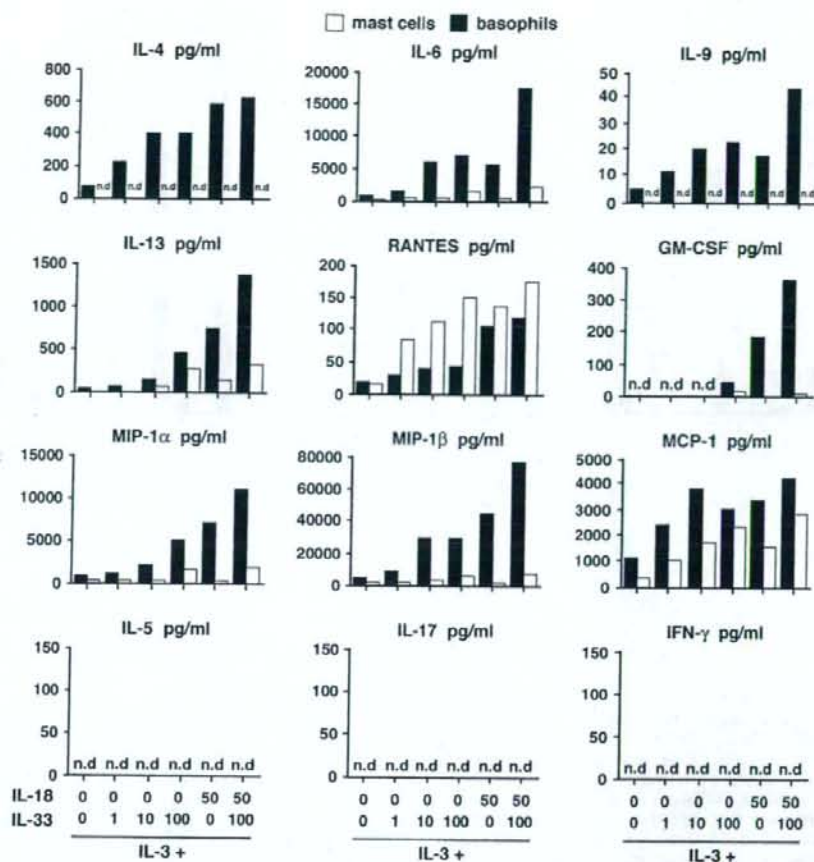 mast cells basophils
IL-4 pg/ml
800
600
400
200
0
n.d n.d n.d n.d n.d n.d
IL-6 pg/ml
20000
15000
10000
5000
0
IL-9 pg/ml
50
40
30
20
10
0
n.d n.d n.d n.d n.d n.d
IL-13 pg/ml
1500
1000
500
0
RANTES pg/ml
200
150
100
50
0
GM-CSF pg/ml
400
300
200
100
0
n.d n.d n.d
MIP-1α pg/ml
15000
10000
5000
0
MIP-1β pg/ml
80000
60000
40000
20000
0
MCP-1 pg/ml
5000
4000
3000
2000
1000
0
IL-5 pg/ml
150
100
50
0
n.d n.d n.d n.d n.d n.d
IL-17 pg/ml
150
100
50
0
n.d n.d n.d n.d n.d n.d
IFN-γ pg/ml
150
100
50
0
n.d n.d n.d n.d n.d n.d
IL-18 0 0 0 0 50 50 0 0 0 0 50 50 0 0 0 0 50 50
IL-33 0 1 10 100 0 100 0 1 10 100 0 100 0 1 10 100 0 100
IL-3 + IL-3 + IL-3 +